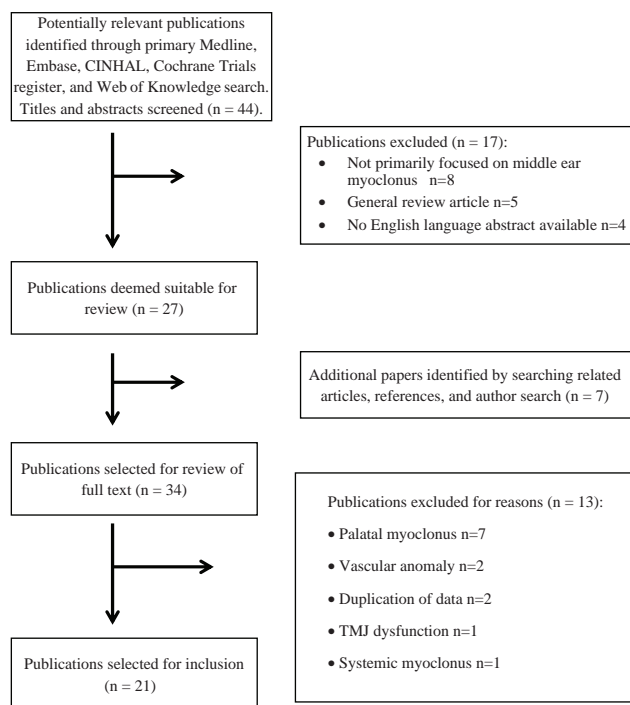 Potentially relevant publications
identified through primary Medline,
Embase, CINHAL, Cochrane Trials
register, and Web of Knowledge search.
Titles and abstracts screened (n = 44).
Publications excluded (n = 17):
• Not primarily focused on middle ear
myoclonus n=8
• General review article n=5
• No English language abstract available n=4
Publications deemed suitable for
review (n = 27)
Additional papers identified by searching related
articles, references, and author search (n = 7)
Publications selected for review of
full text (n = 34)
Publications excluded for reasons (n = 13):
• Palatal myoclonus n=7
• Vascular anomaly n=2
• Duplication of data n=2
• TMJ dysfunction n=1
• Systemic myoclonus n=1
Publications selected for inclusion
(n = 21)